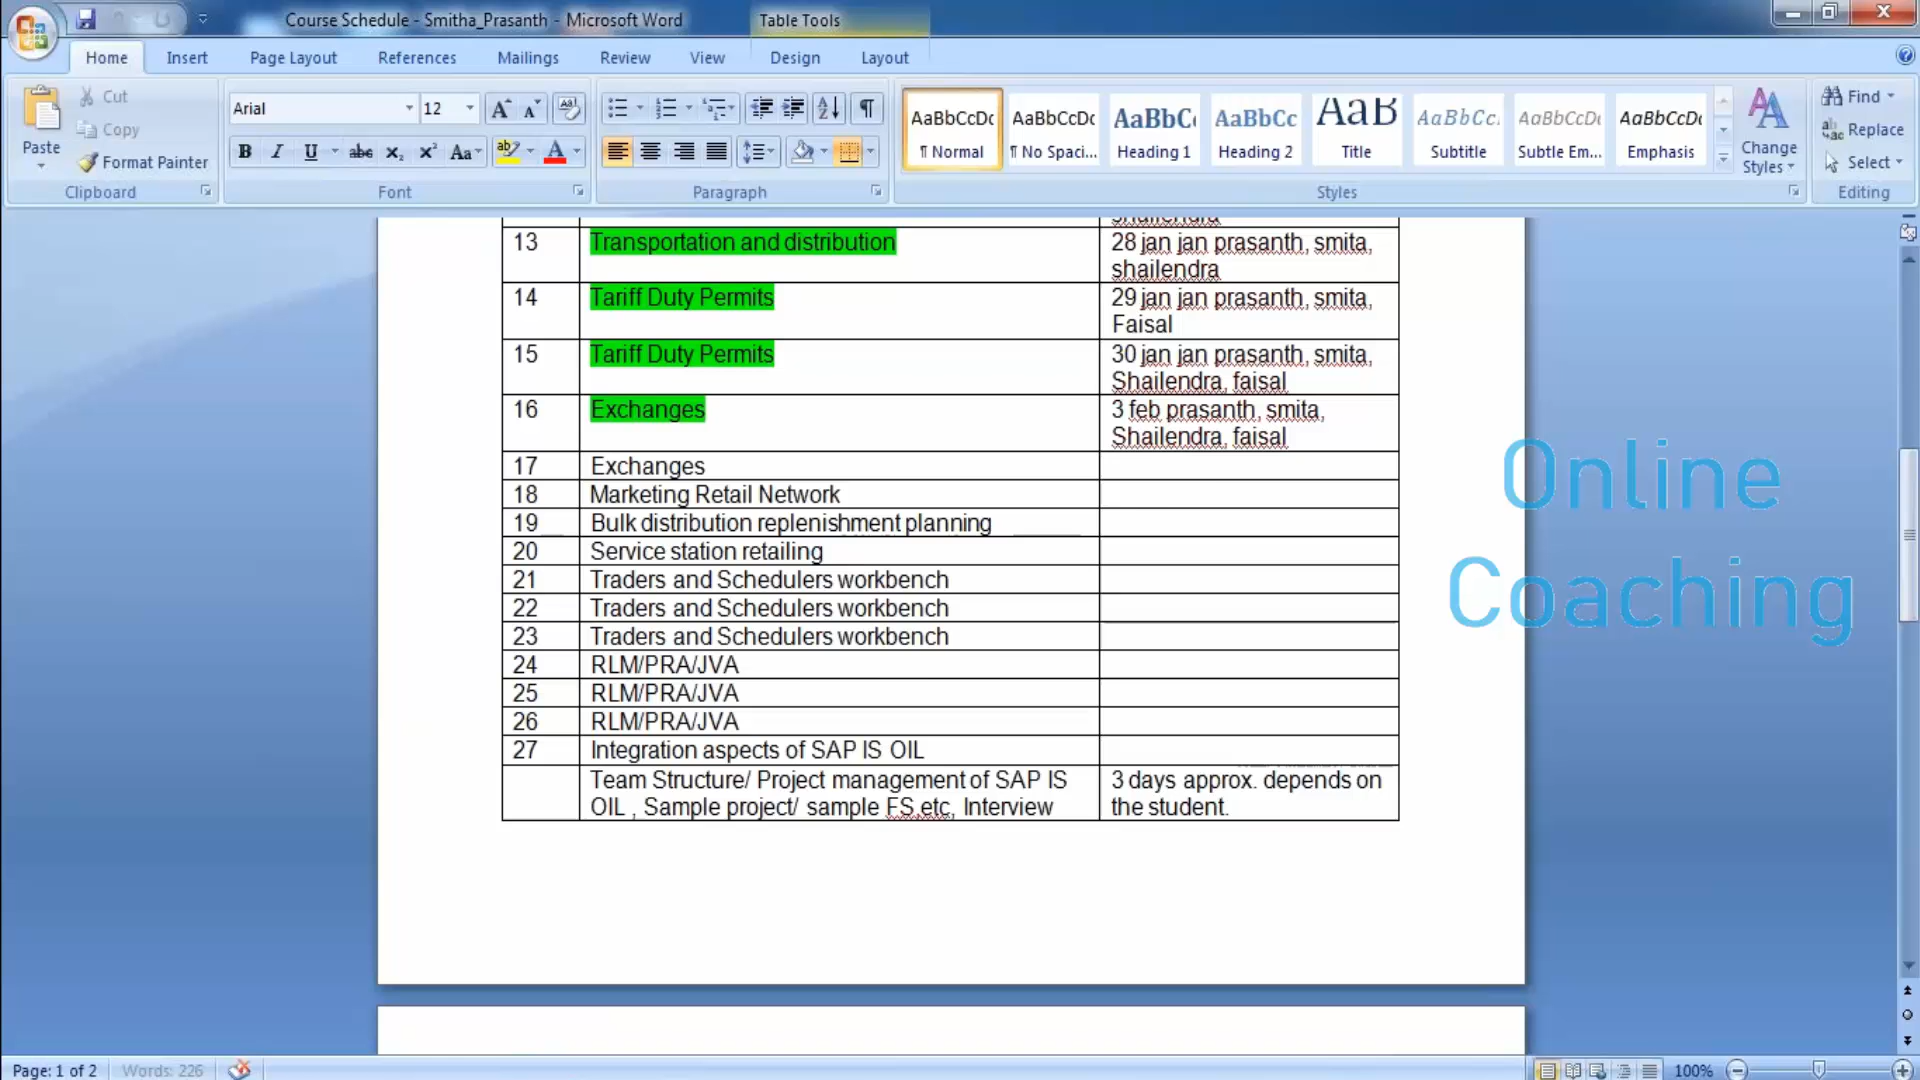 Course Schedule - Smitha_Prasanth - Microsoft Word
Table Tools
Home Insert Page Layout References Mailings Review View Design Layout
Paste
Cut
Copy
Format Painter
Clipboard
Arial 12
B I U abc X₂ X² Aa ab A
Font
Paragraph
AaBbCcDc AaBbCcDc AaBbC AaBbCc AaB AaBbCc. AaBbCcDt AaBbCcDt
¶ Normal ¶ No Spaci... Heading 1 Heading 2 Title Subtitle Subtle Em... Emphasis
Change
Styles
Styles
Find
Replace
Select
Editing
shailendra
13 Transportation and distribution 28 jan jan prasanth, smita,
shailendra
14 Tariff Duty Permits 29 jan jan prasanth, smita,
Faisal
15 Tariff Duty Permits 30 jan jan prasanth, smita,
Shailendra, faisal
16 Exchanges 3 feb prasanth, smita,
Shailendra, faisal
17 Exchanges
18 Marketing Retail Network
19 Bulk distribution replenishment planning
20 Service station retailing
21 Traders and Schedulers workbench
22 Traders and Schedulers workbench
23 Traders and Schedulers workbench
24 RLM/PRA/JVA
25 RLM/PRA/JVA
26 RLM/PRA/JVA
27 Integration aspects of SAP IS OIL
Team Structure/ Project management of SAP IS
OIL , Sample project/ sample FS,etc, Interview
3 days approx. depends on
the student.
Online
Coaching
Page: 1 of 2 Words: 226 100%